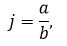 j = a/b,